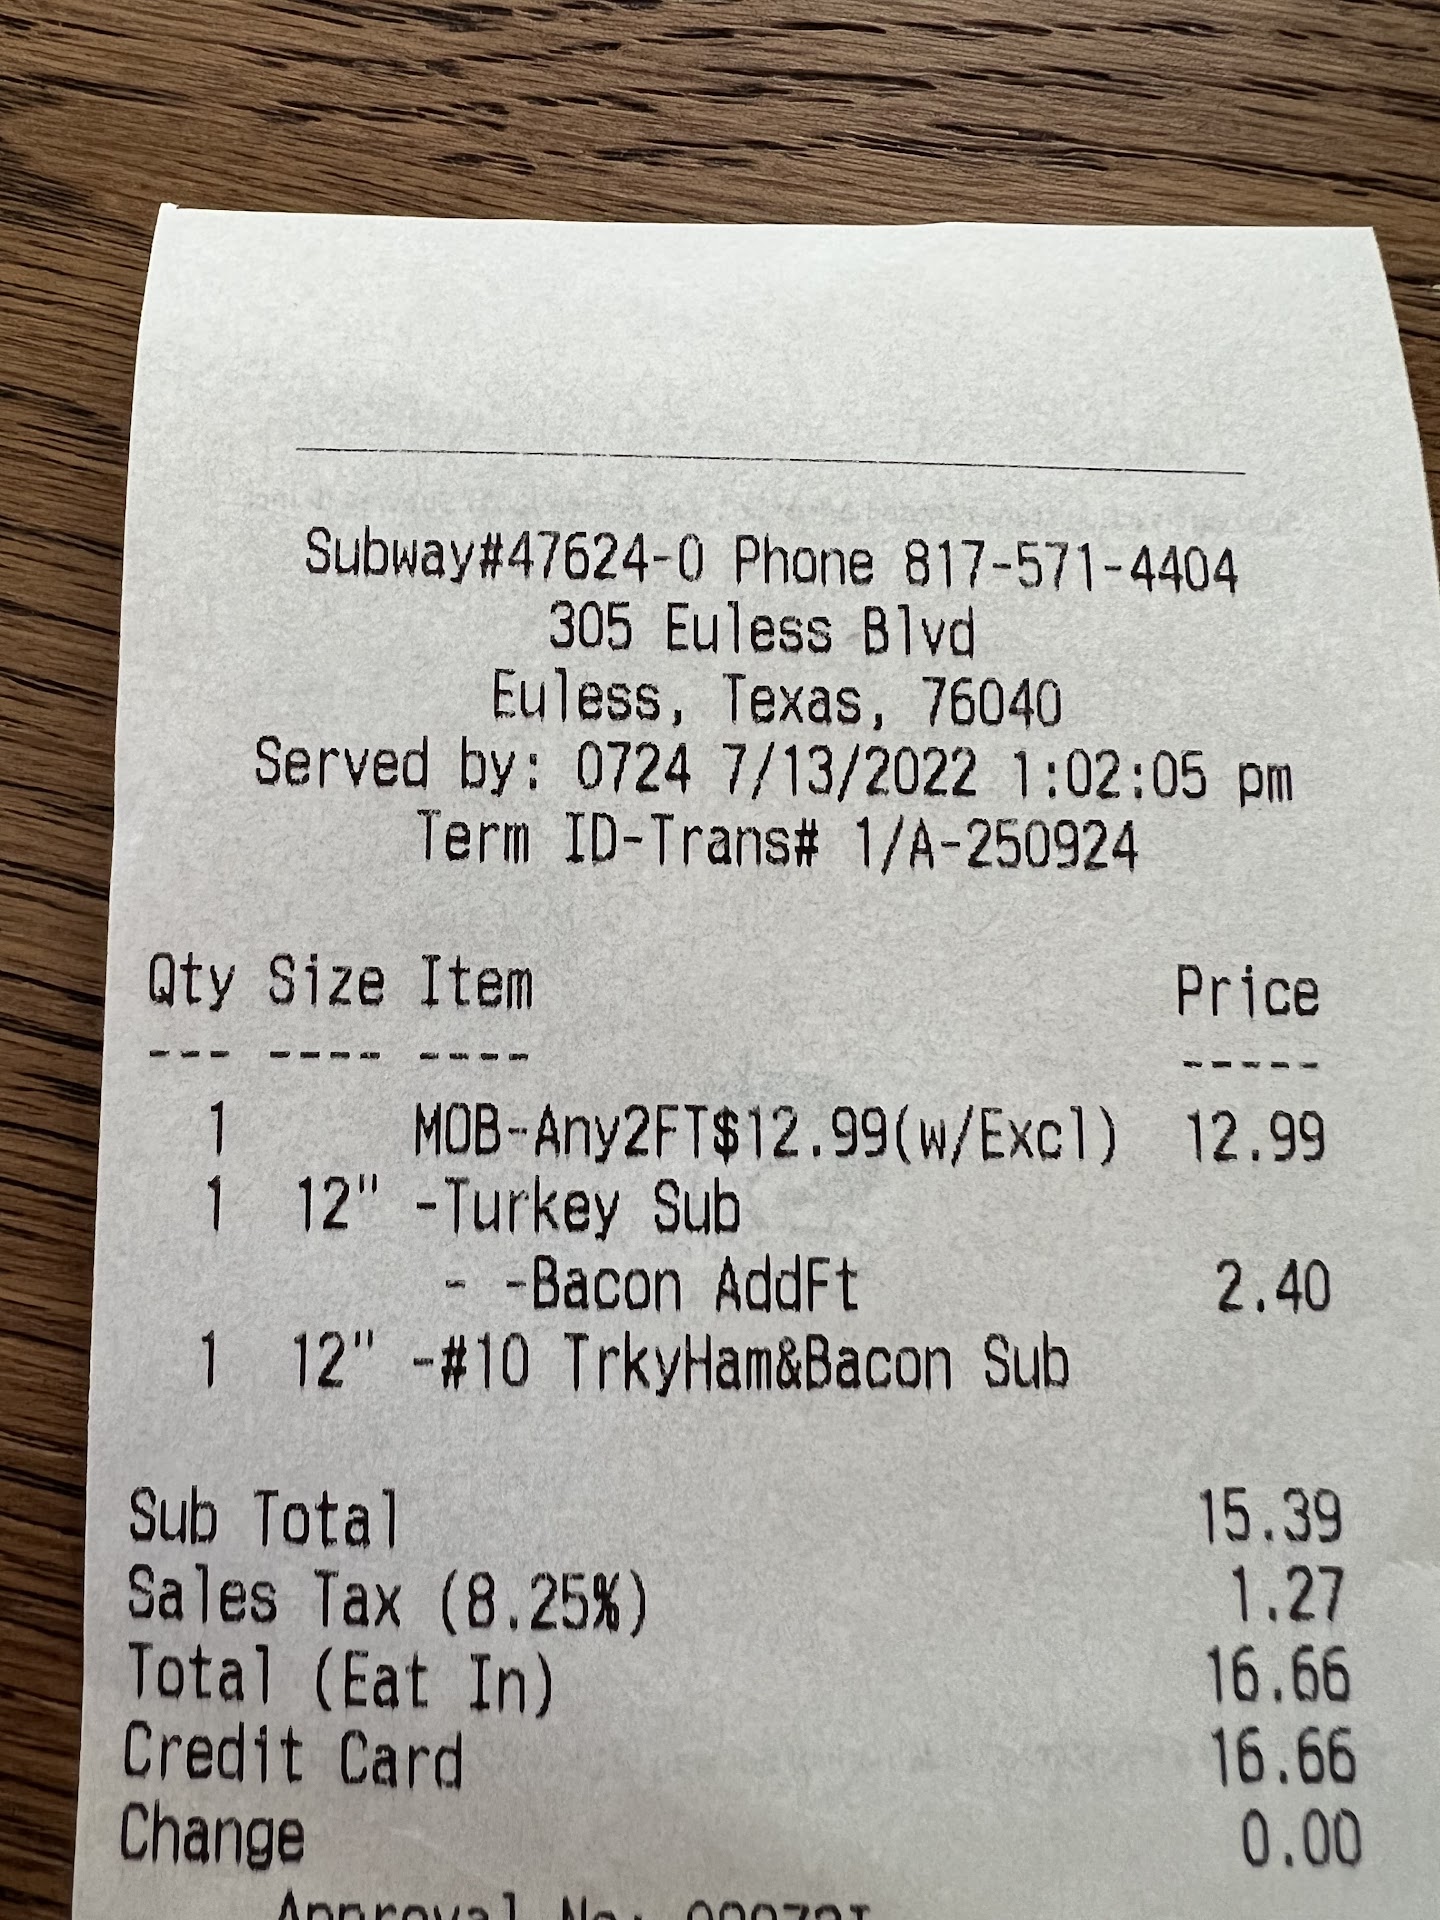 Subway#47624-0 Phone 817-571-4404
305 Euless Blvd
Euless, Texas, 76040
Served by: 0724 7/13/2022 1:02:05 pm
Term ID-Trans# 1/A-250924
Qty Size Item Price
--- ---- ---- -----
1 MOB-Any2FT$12.99(w/Excl) 12.99
1 12" -Turkey Sub
- -Bacon AddFt 2.40
1 12" -#10 TrkyHam&Bacon Sub
Sub Total 15.39
Sales Tax (8.25%) 1.27
Total (Eat In) 16.66
Credit Card 16.66
Change 0.00
Approval No: